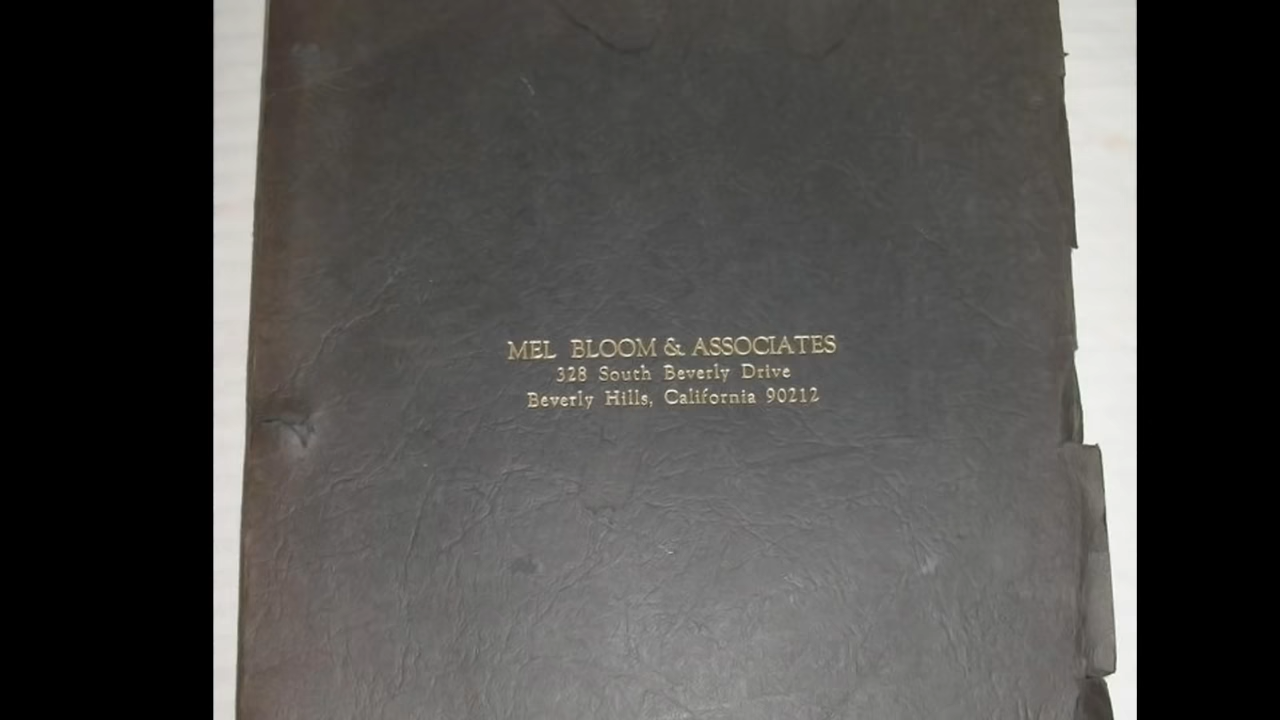 MEL BLOOM & ASSOCIATES
328 South Beverly Drive
Beverly Hills, California 90212